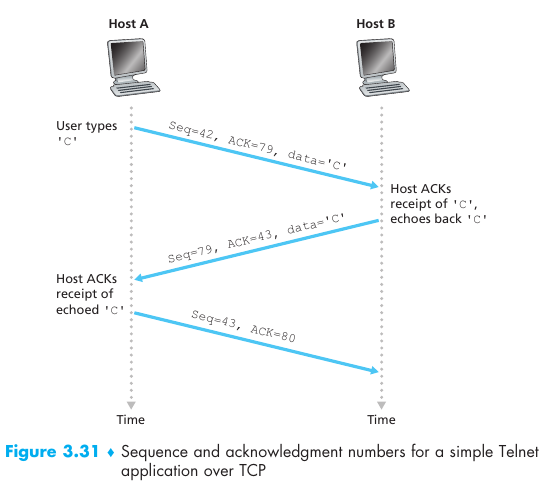 Host A
Host B
User types
'C'
Seq=42, ACK=79, data='C'
Host ACKs
receipt of 'C',
echoes back 'C'
Seq=79, ACK=43, data='C'
Host ACKs
receipt of
echoed 'C'
Seq=43, ACK=80
Time
Time
Figure 3.31 ♦ Sequence and acknowledgment numbers for a simple Telnet
application over TCP